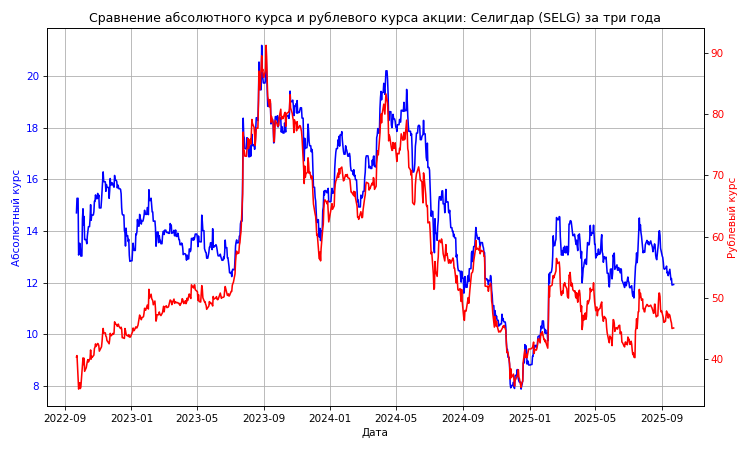 Сравнение абсолютного курса и рублевого курса акции: Селигдар (SELG) за три года
Абсолютный курс
20
18
16
14
12
10
8
90
80
70
60
50
40
Рублевый курс
2022-09 2023-01 2023-05 2023-09 2024-01 2024-05 2024-09 2025-01 2025-05 2025-09
Дата